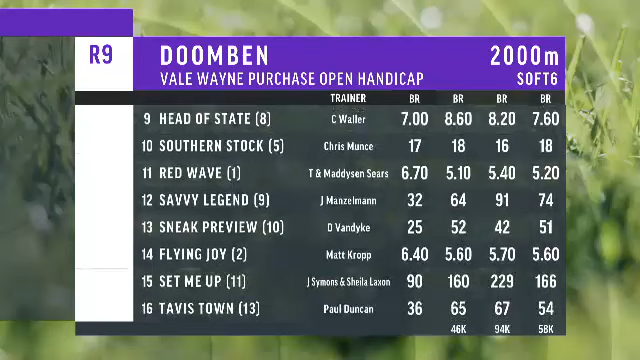 R9 DOOMBEN 2000m
VALE WAYNE PURCHASE OPEN HANDICAP SOFT6
TRAINER BR BR BR BR
9 HEAD OF STATE (8) C Waller 7.00 8.60 8.20 7.60
10 SOUTHERN STOCK (5) Chris Munce 17 18 16 18
11 RED WAVE (1) T & Maddysen Sears 6.70 5.10 5.40 5.20
12 SAVVY LEGEND (9) J Manzelmann 32 64 91 74
13 SNEAK PREVIEW (10) D Vandyke 25 52 42 51
14 FLYING JOY (2) Matt Kropp 6.40 5.60 5.70 5.60
15 SET ME UP (11) J Symons & Sheila Laxon 90 160 229 166
16 TAVIS TOWN (13) Paul Duncan 36 65 67 54
46K 94K 58K